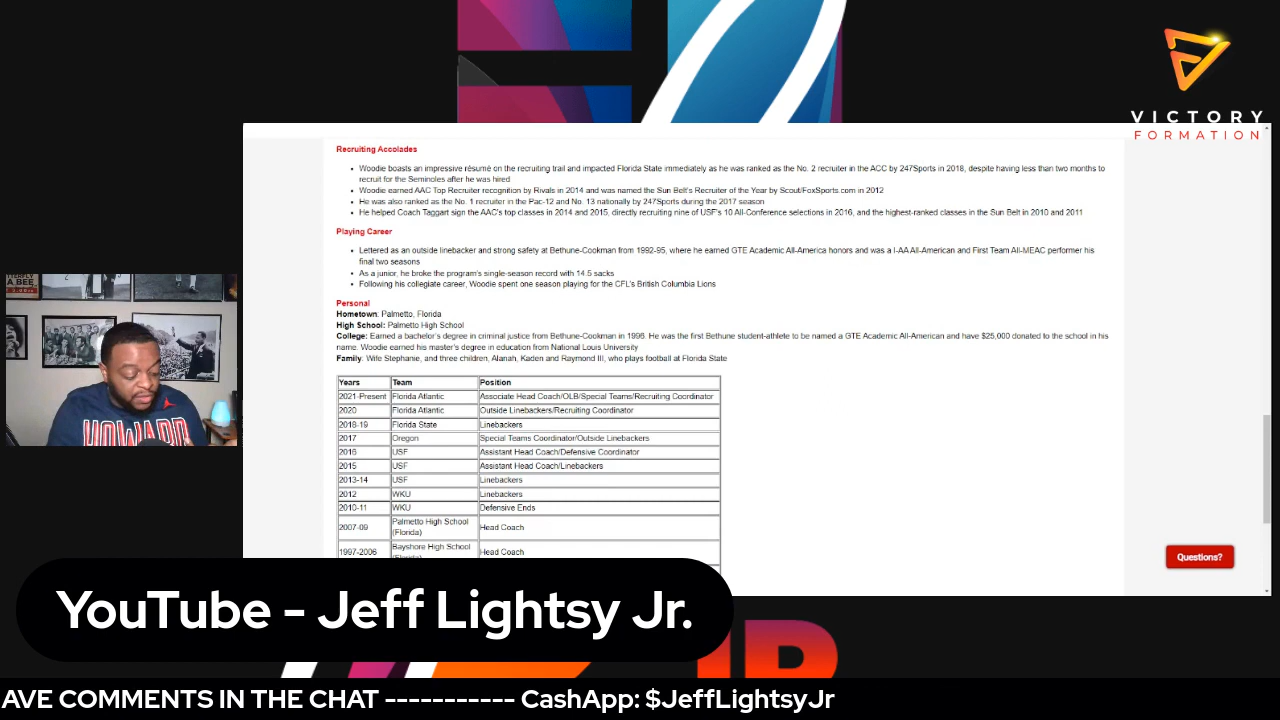 VICTORY
FORMATION
Recruiting Accolades
Woodie boasts an impressive résumé on the recruiting trail and impacted Florida State immediately as he was ranked as the No. 2 recruiter in the ACC by 247Sports in 2018, despite having less than two months to
recruit for the Seminoles after he was hired
Woodie earned AAC Top Recruiter recognition by Rivals in 2014 and was named the Sun Belt's Recruiter of the Year by Scout/FoxSports.com in 2012
He was also ranked as the No. 1 recruiter in the Pac-12 and No. 13 nationally by 247Sports during the 2017 season
He helped Coach Taggart sign the AAC's top classes in 2014 and 2015, directly recruiting nine of USF's 10 All-Conference selections in 2016, and the highest-ranked classes in the Sun Belt in 2010 and 2011
Playing Career
Lettered as an outside linebacker and strong safety at Bethune-Cookman from 1992-95, where he earned GTE Academic All-America honors and was a I-AA All-American and First Team All-MEAC performer his
final two seasons
As a junior, he broke the program's single-season record with 14.5 sacks
Following his collegiate career, Woodie spent one season playing for the CFL's British Columbia Lions
Personal
Hometown: Palmetto, Florida
High School: Palmetto High School
College: Earned a bachelor's degree in criminal justice from Bethune-Cookman in 1996. He was the first Bethune student-athlete to be named a GTE Academic All-American and have $25,000 donated to the school in his
name. Woodie earned his master's degree in education from National Louis University
Family: Wife Stephanie, and three children, Alanah, Kaden and Raymond III, who plays football at Florida State
Years Team Position
2021-Present Florida Atlantic Associate Head Coach/OLB/Special Teams/Recruiting Coordinator
2020 Florida Atlantic Outside Linebackers/Recruiting Coordinator
2018-19 Florida State Linebackers
2017 Oregon Special Teams Coordinator/Outside Linebackers
2016 USF Assistant Head Coach/Defensive Coordinator
2015 USF Assistant Head Coach/Linebackers
2013-14 USF Linebackers
2012 WKU Linebackers
2010-11 WKU Defensive Ends
2007-09 Palmetto High School (Florida) Head Coach
1997-2006 Bayshore High School Head Coach
Questions?
HOWARD
YouTube - Jeff Lightsy Jr.
AVE COMMENTS IN THE CHAT ----------- CashApp: $JeffLightsyJr